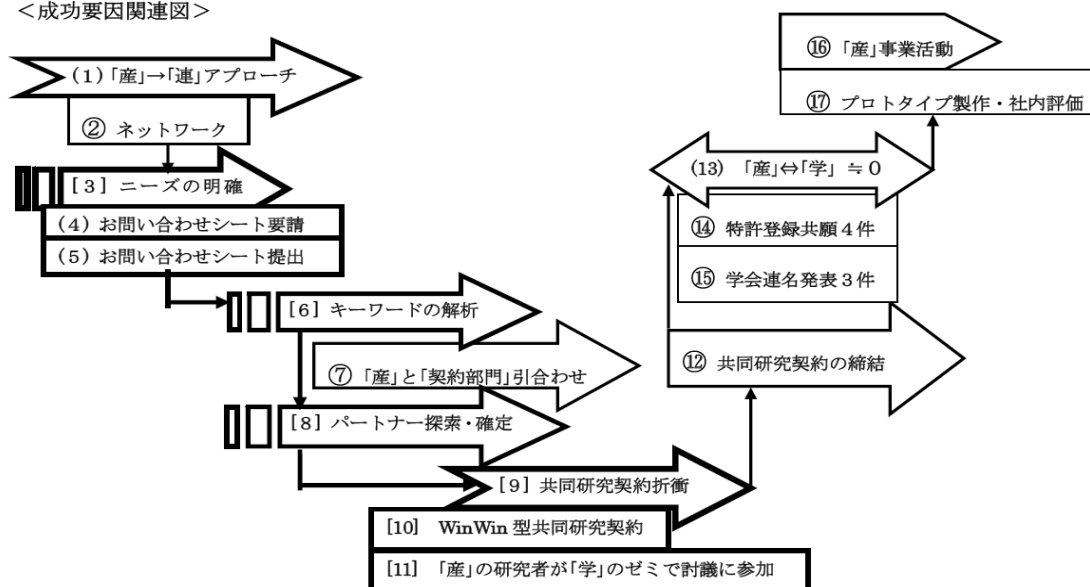 ＜成功要因関連図＞
(1)「産」→「連」アプローチ
② ネットワーク
[3] ニーズの明確
(4) お問い合わせシート要請
(5) お問い合わせシート提出
[6] キーワードの解析
⑦ 「産」と「契約部門」引合わせ
[8] パートナー探索・確定
[9] 共同研究契約折衝
[10] WinWin 型共同研究契約
[11] 「産」の研究者が「学」のゼミで討議に参加
⑫ 共同研究契約の締結
(13) 「産」⇔「学」 ≒ 0
⑭ 特許登録共願 4 件
⑮ 学会連名発表 3 件
⑯ 「産」事業活動
⑰ プロトタイプ製作・社内評価